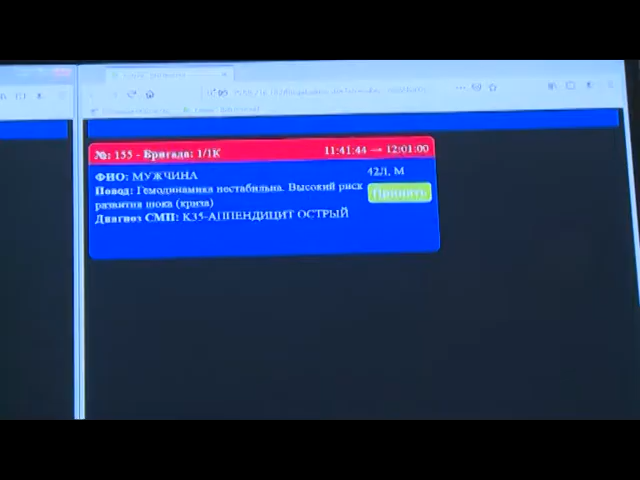 №: 155 - Бригада: 1/1К 11:41:44 → 12:01:00
ФИО: МУЖЧИНА 42Л, М
Повод: Гемодинамика нестабильна. Высокий риск
развития шока (криза)
Принять
Диагноз СМП: К35-АППЕНДИЦИТ ОСТРЫЙ